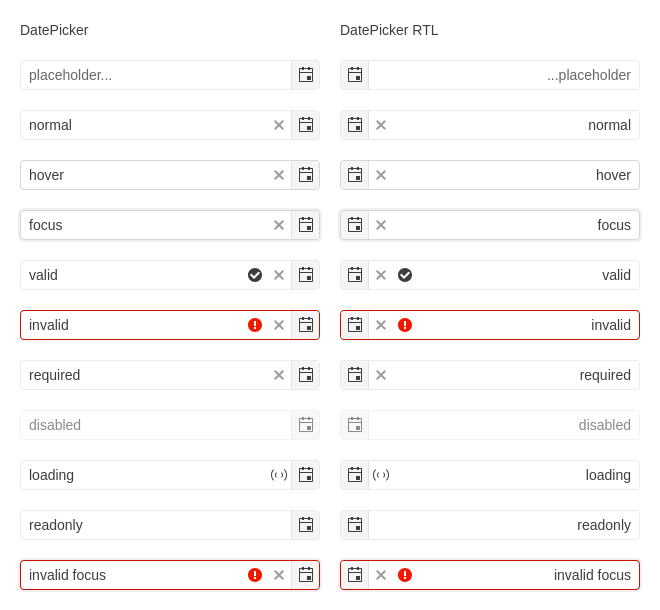 DatePicker
placeholder...
normal
hover
focus
valid
invalid
required
disabled
loading
readonly
invalid focus
DatePicker RTL
...placeholder
normal
hover
focus
valid
invalid
required
disabled
loading
readonly
invalid focus